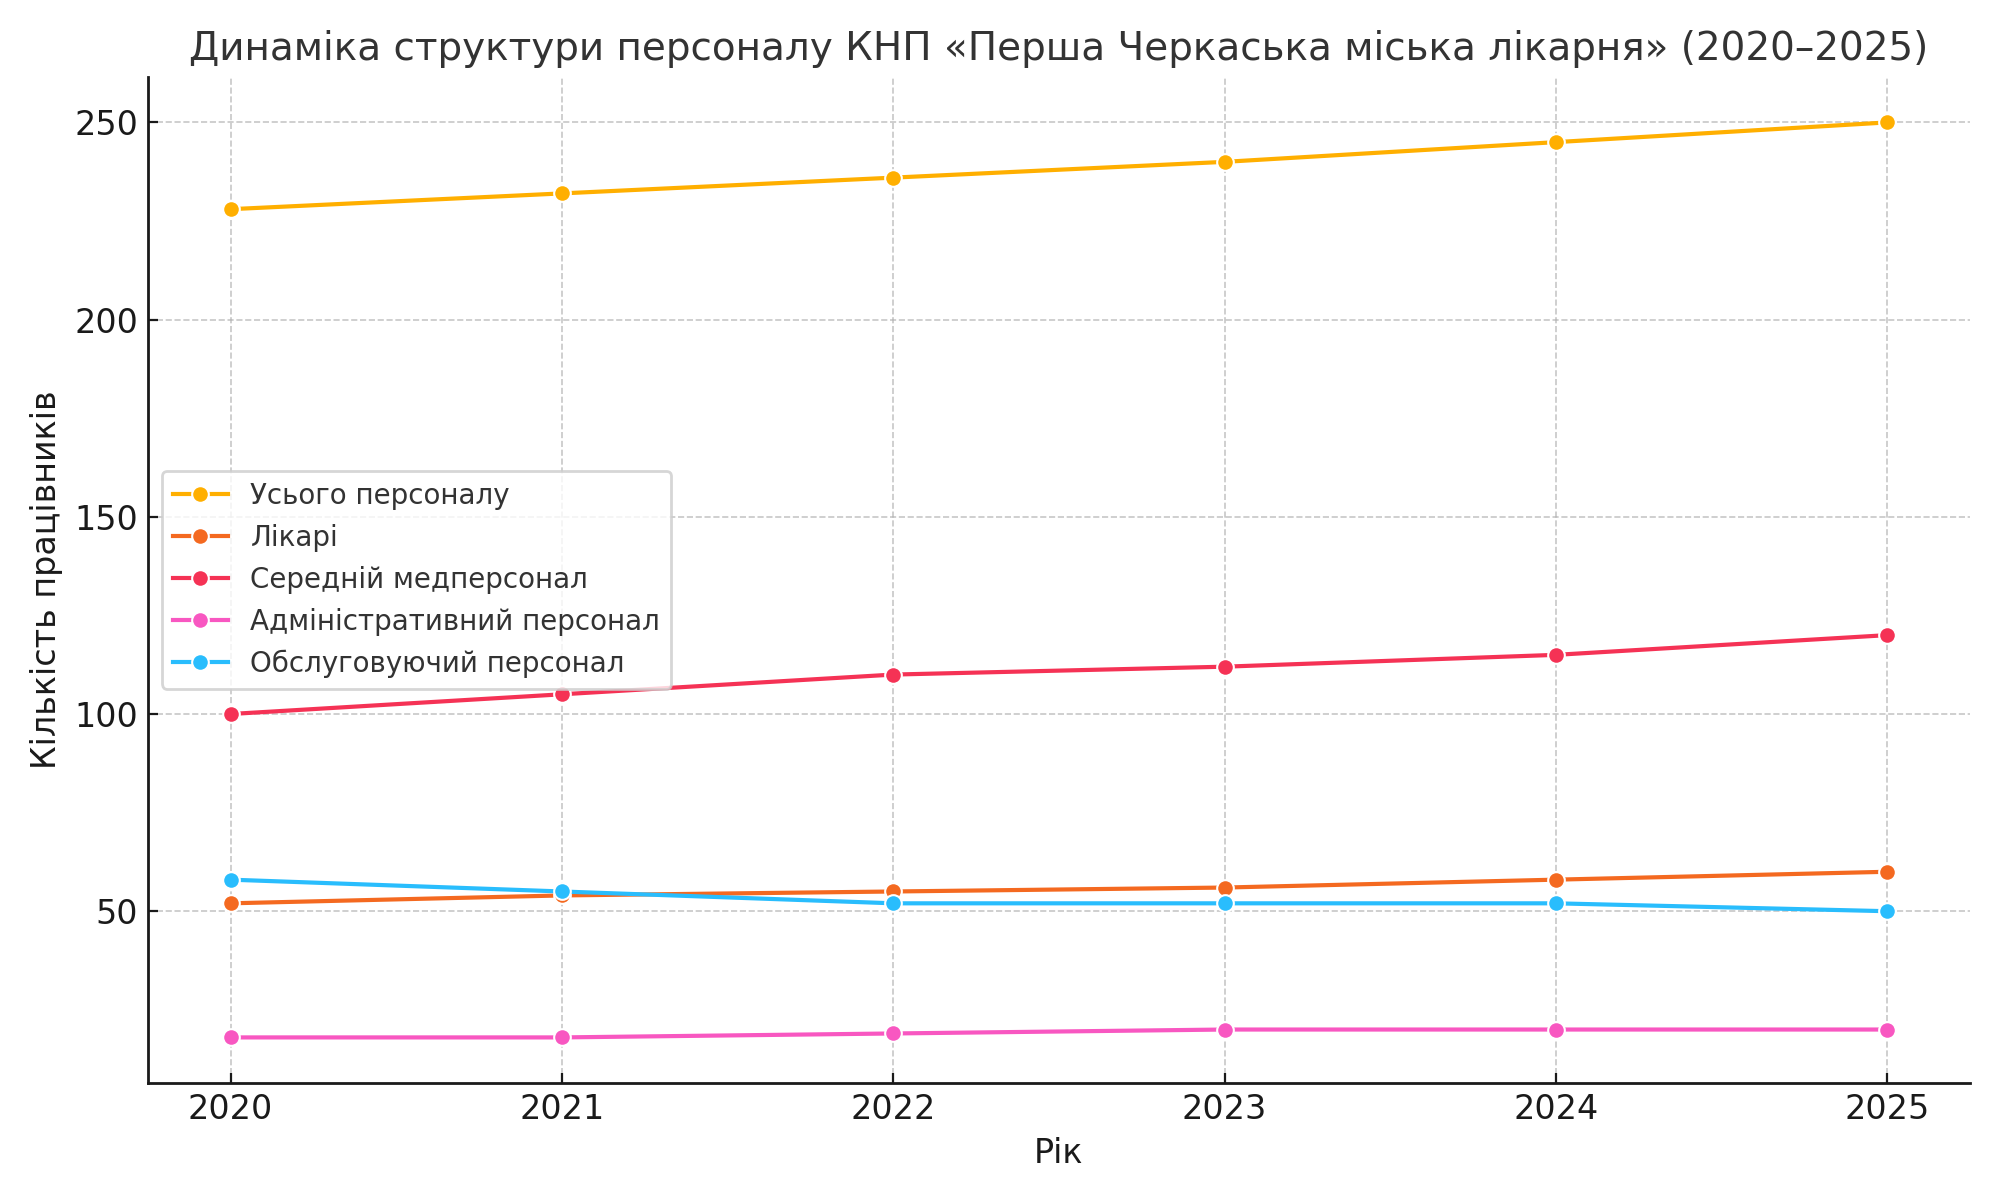 Динаміка структури персоналу КНП «Перша Черкаська міська лікарня» (2020–2025)
Кількість працівників
250
200
150
100
50
Усього персоналу
Лікарі
Середній медперсонал
Адміністративний персонал
Обслуговуючий персонал
2020 2021 2022 2023 2024 2025
Рік